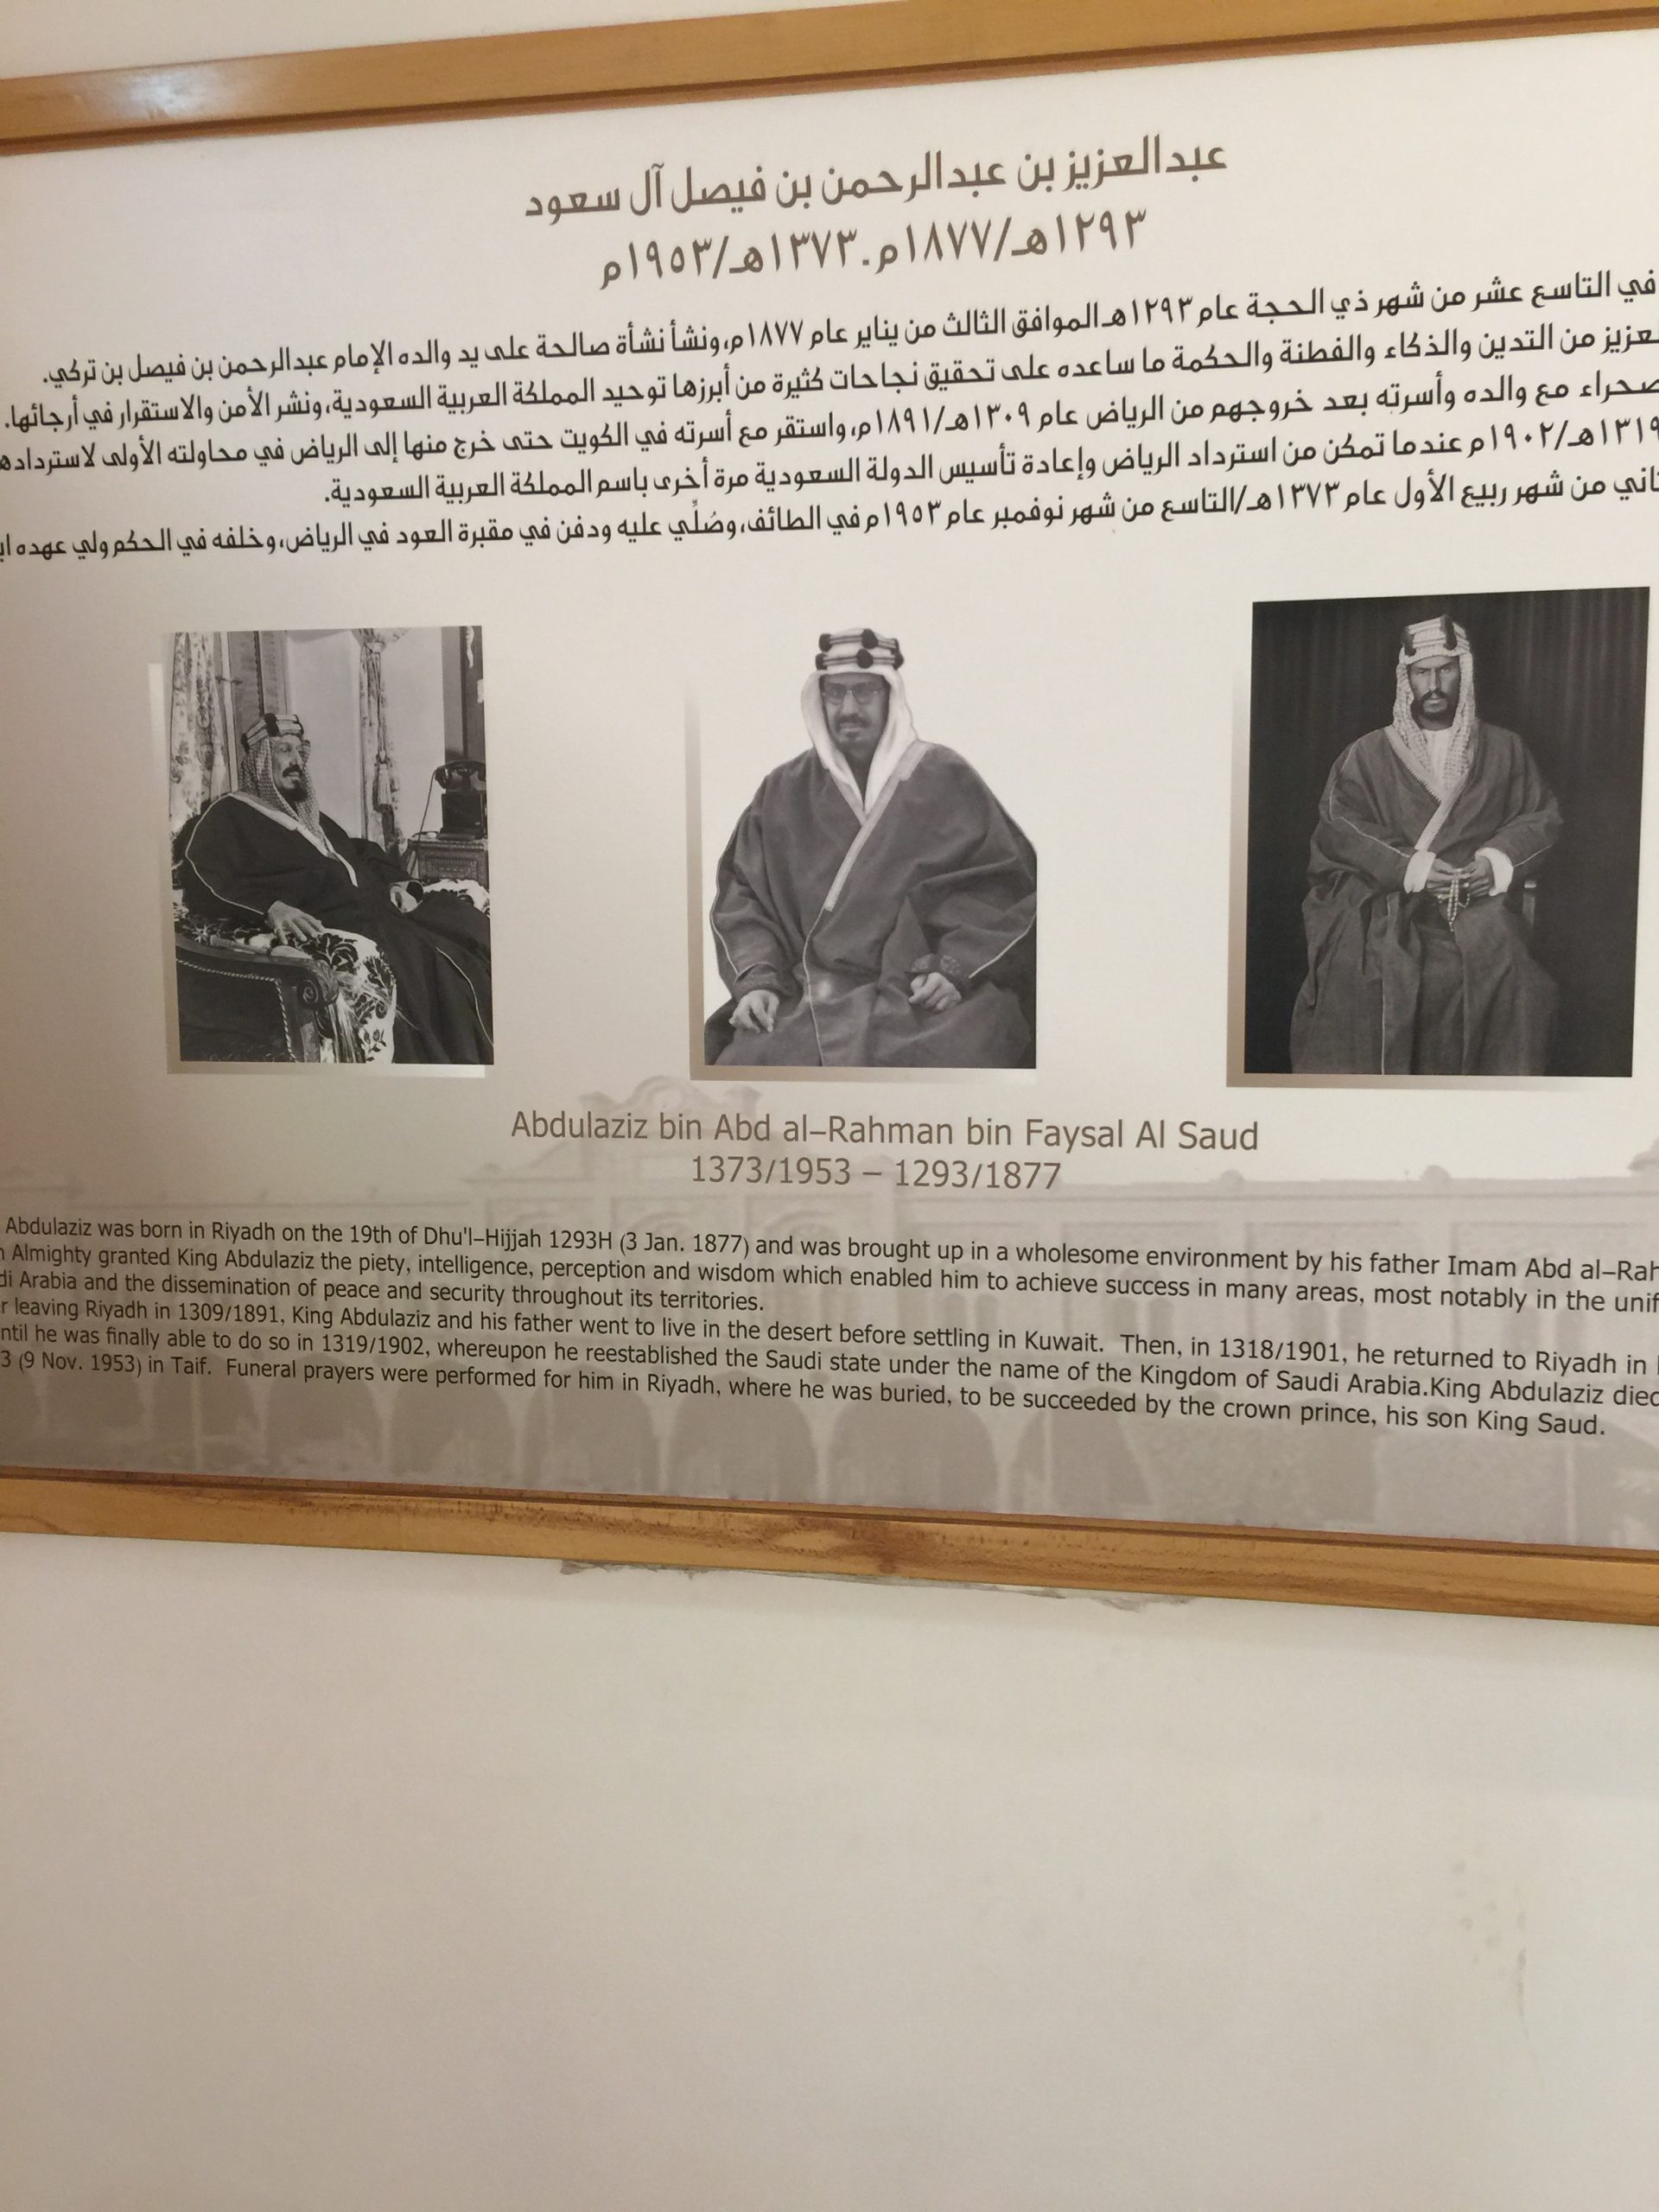 عبدالعزيز بن عبدالرحمن بن فيصل آل سعود
١٢٩٣هـ/١٨٧٧م.١٣٧٣هـ/١٩٥٣م
في التاسع عشر من شهر ذي الحجة عام ١٢٩٣هـ الموافق الثالث من يناير عام ١٨٧٧م، ونشأ نشأة صالحة على يد والده الإمام عبدالرحمن بن فيصل بن تركي.
لعزيز من التدين والذكاء والفطنة والحكمة ما ساعده على تحقيق نجاحات كثيرة من أبرزها توحيد المملكة العربية السعودية، ونشر الأمن والاستقرار في أرجائها.
صحراء مع والده وأسرته بعد خروجهم من الرياض عام ١٣٠٩هـ/١٨٩١م، واستقر مع أسرته في الكويت حتى خرج منها إلى الرياض في محاولته الأولى لاستردادها
١٣١٩هـ/١٩٠٢م عندما تمكن من استرداد الرياض وإعادة تأسيس الدولة السعودية مرة أخرى باسم المملكة العربية السعودية.
ثاني من شهر ربيع الأول عام ١٣٧٣هـ/التاسع من شهر نوفمبر عام ١٩٥٣م في الطائف، وصُلِّي عليه ودفن في مقبرة العود في الرياض، وخلفه في الحكم ولي عهده
Abdulaziz bin Abd al–Rahman bin Faysal Al Saud
1373/1953 – 1293/1877
Abdulaziz was born in Riyadh on the 19th of Dhu'l–Hijjah 1293H (3 Jan. 1877) and was brought up in a wholesome environment by his father Imam Abd al–Rah
Almighty granted King Abdulaziz the piety, intelligence, perception and wisdom which enabled him to achieve success in many areas, most notably in the unif
di Arabia and the dissemination of peace and security throughout its territories.
r leaving Riyadh in 1309/1891, King Abdulaziz and his father went to live in the desert before settling in Kuwait. Then, in 1318/1901, he returned to Riyadh in
ntil he was finally able to do so in 1319/1902, whereupon he reestablished the Saudi state under the name of the Kingdom of Saudi Arabia.King Abdulaziz died
3 (9 Nov. 1953) in Taif. Funeral prayers were performed for him in Riyadh, where he was buried, to be succeeded by the crown prince, his son King Saud.